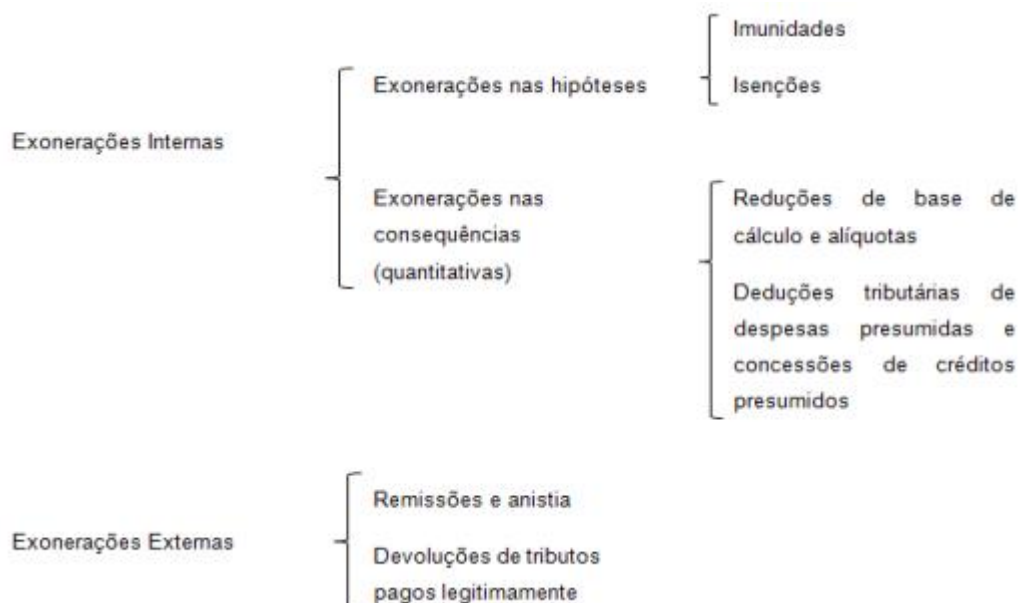 Imunidades
Exonerações nas hipóteses
Isenções
Exonerações Internas
Exonerações nas
consequências
(quantitativas)
Reduções de base de
cálculo e alíquotas
Deduções tributárias de
despesas presumidas e
concessões de créditos
presumidos
Exonerações Externas
Remissões e anistia
Devoluções de tributos
pagos legitimamente